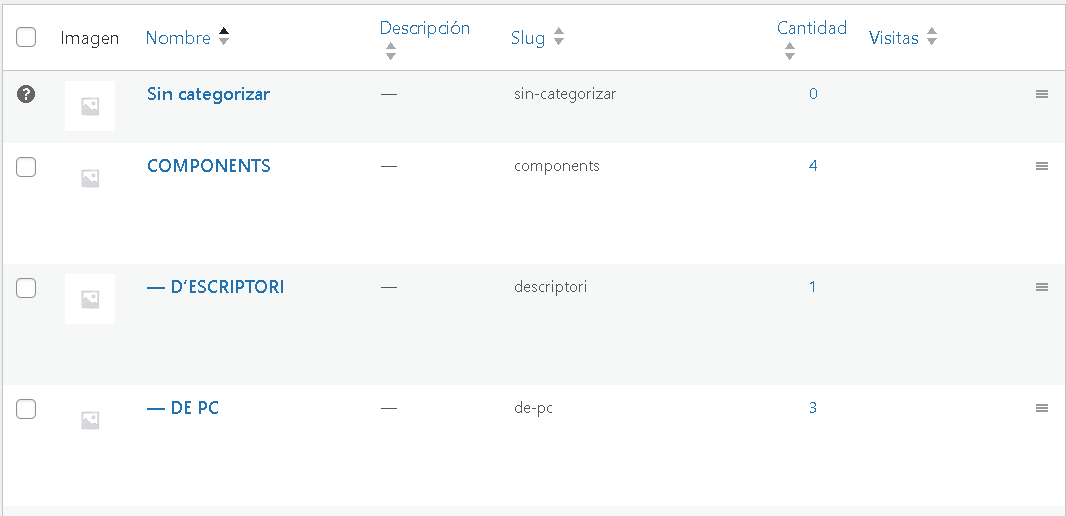 Imagen Nombre Descripción Slug Cantidad Visitas
? Sin categorizar — sin-categorizar 0
COMPONENTS — components 4
— D’ESCRIPTORI — descriptori 1
— DE PC — de-pc 3